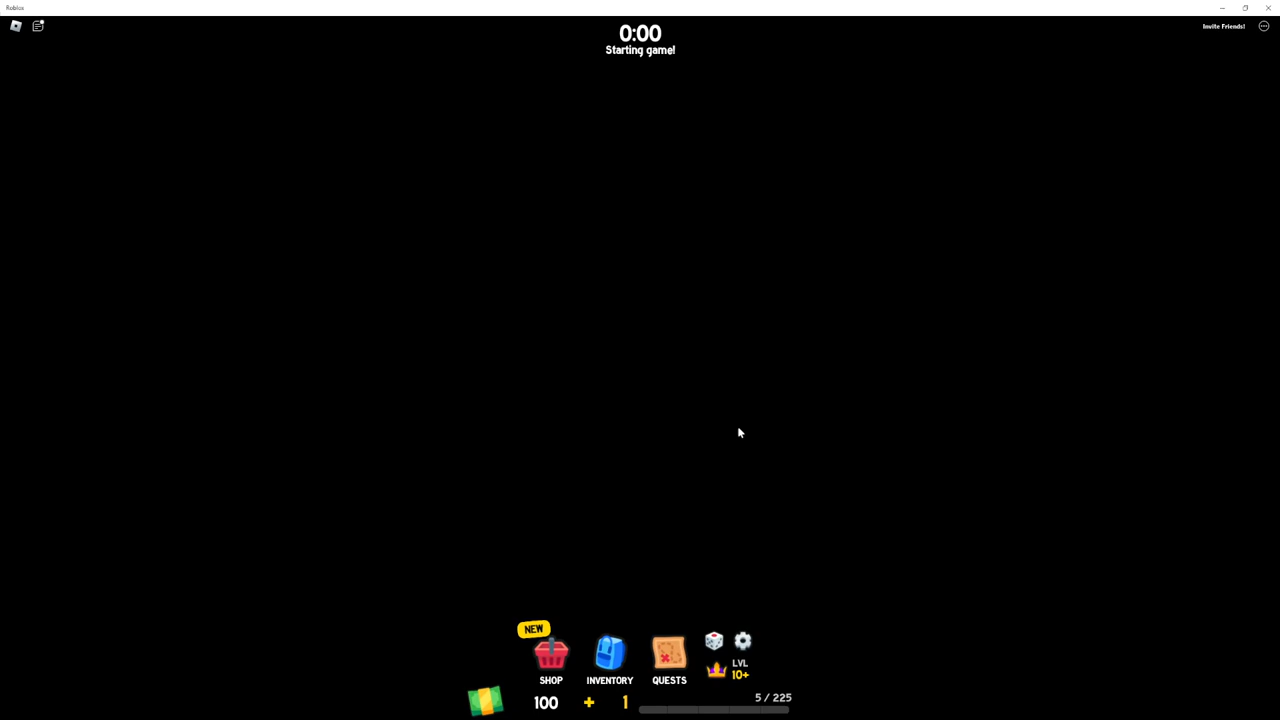 Roblox
0:00
Starting game!
Invite Friends!
NEW
SHOP
INVENTORY
QUESTS
LVL
10+
100 + 1
5 / 225